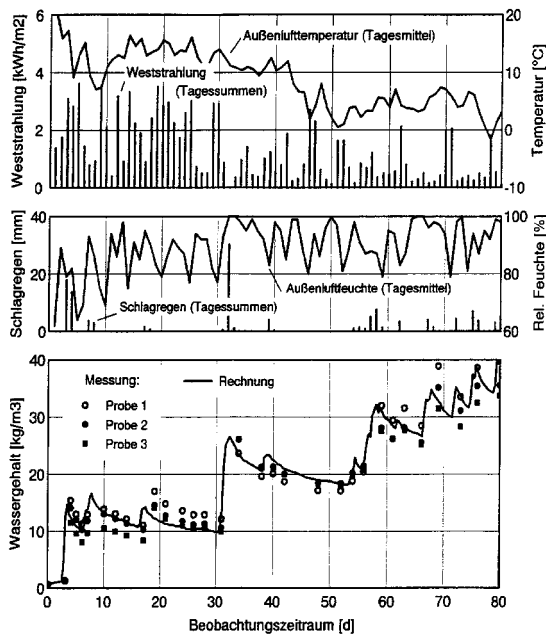 Weststrahlung [kWh/m2]
6
4
2
0
Außenlufttemperatur (Tagesmittel)
Weststrahlung
(Tagessummen)
20
10
0
-10
Temperatur [°C]
Schlagregen [mm]
40
20
0
Schlagregen (Tagessummen)
Außenluftfeuchte (Tagesmittel)
100
80
60
Rel. Feuchte [%]
Wassergehalt [kg/m3]
40
30
20
10
0
Messung:
Rechnung
Probe 1
Probe 2
Probe 3
0 10 20 30 40 50 60 70 80
Beobachtungszeitraum [d]